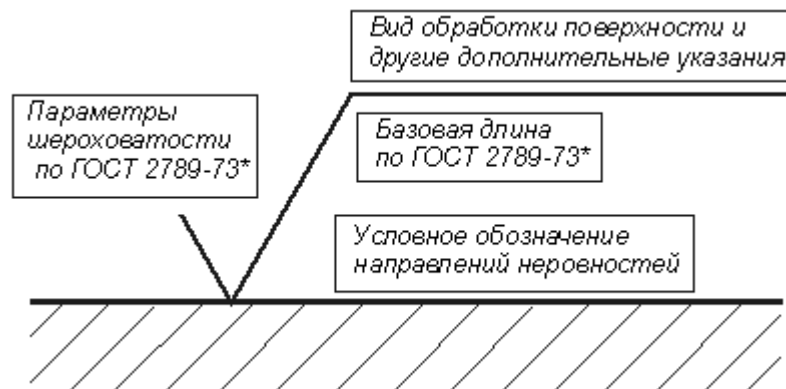 Вид обработки поверхности и
другие дополнительные указания
Параметры
шероховатости
по ГОСТ 2789-73*
Базовая длина
по ГОСТ 2789-73*
Условное обозначение
направлений неровностей